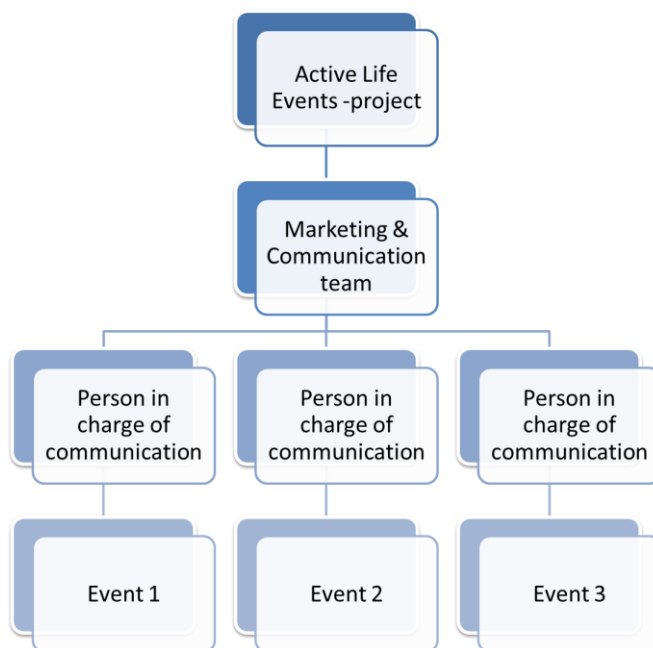 Active Life
Events -project
Marketing &
Communication
team
Person in
charge of
communication
Person in
charge of
communication
Person in
charge of
communication
Event 1
Event 2
Event 3